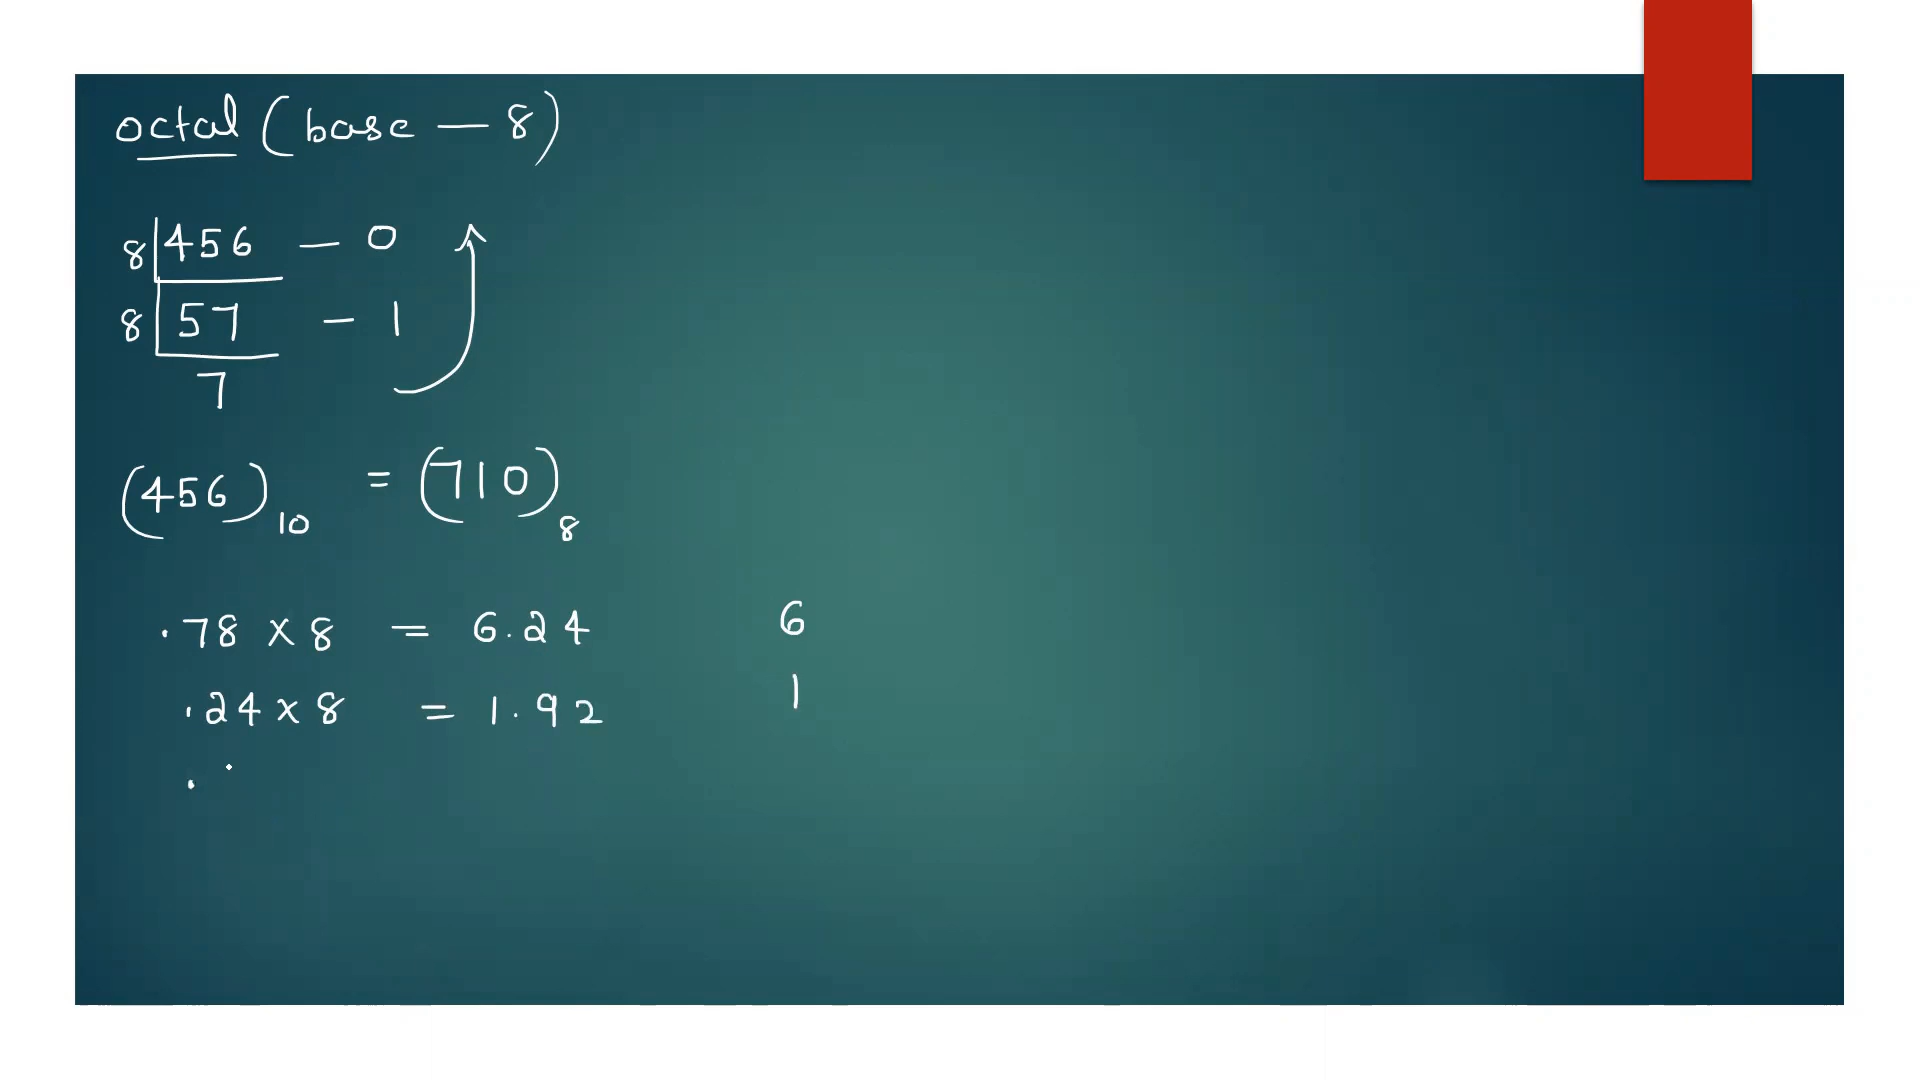 octal (base — 8)
8 456 — 0
8 57 — 1
7
(456)10 = (710)8
.78 x 8 = 6.24 6
.24 x 8 = 1.92 1
.